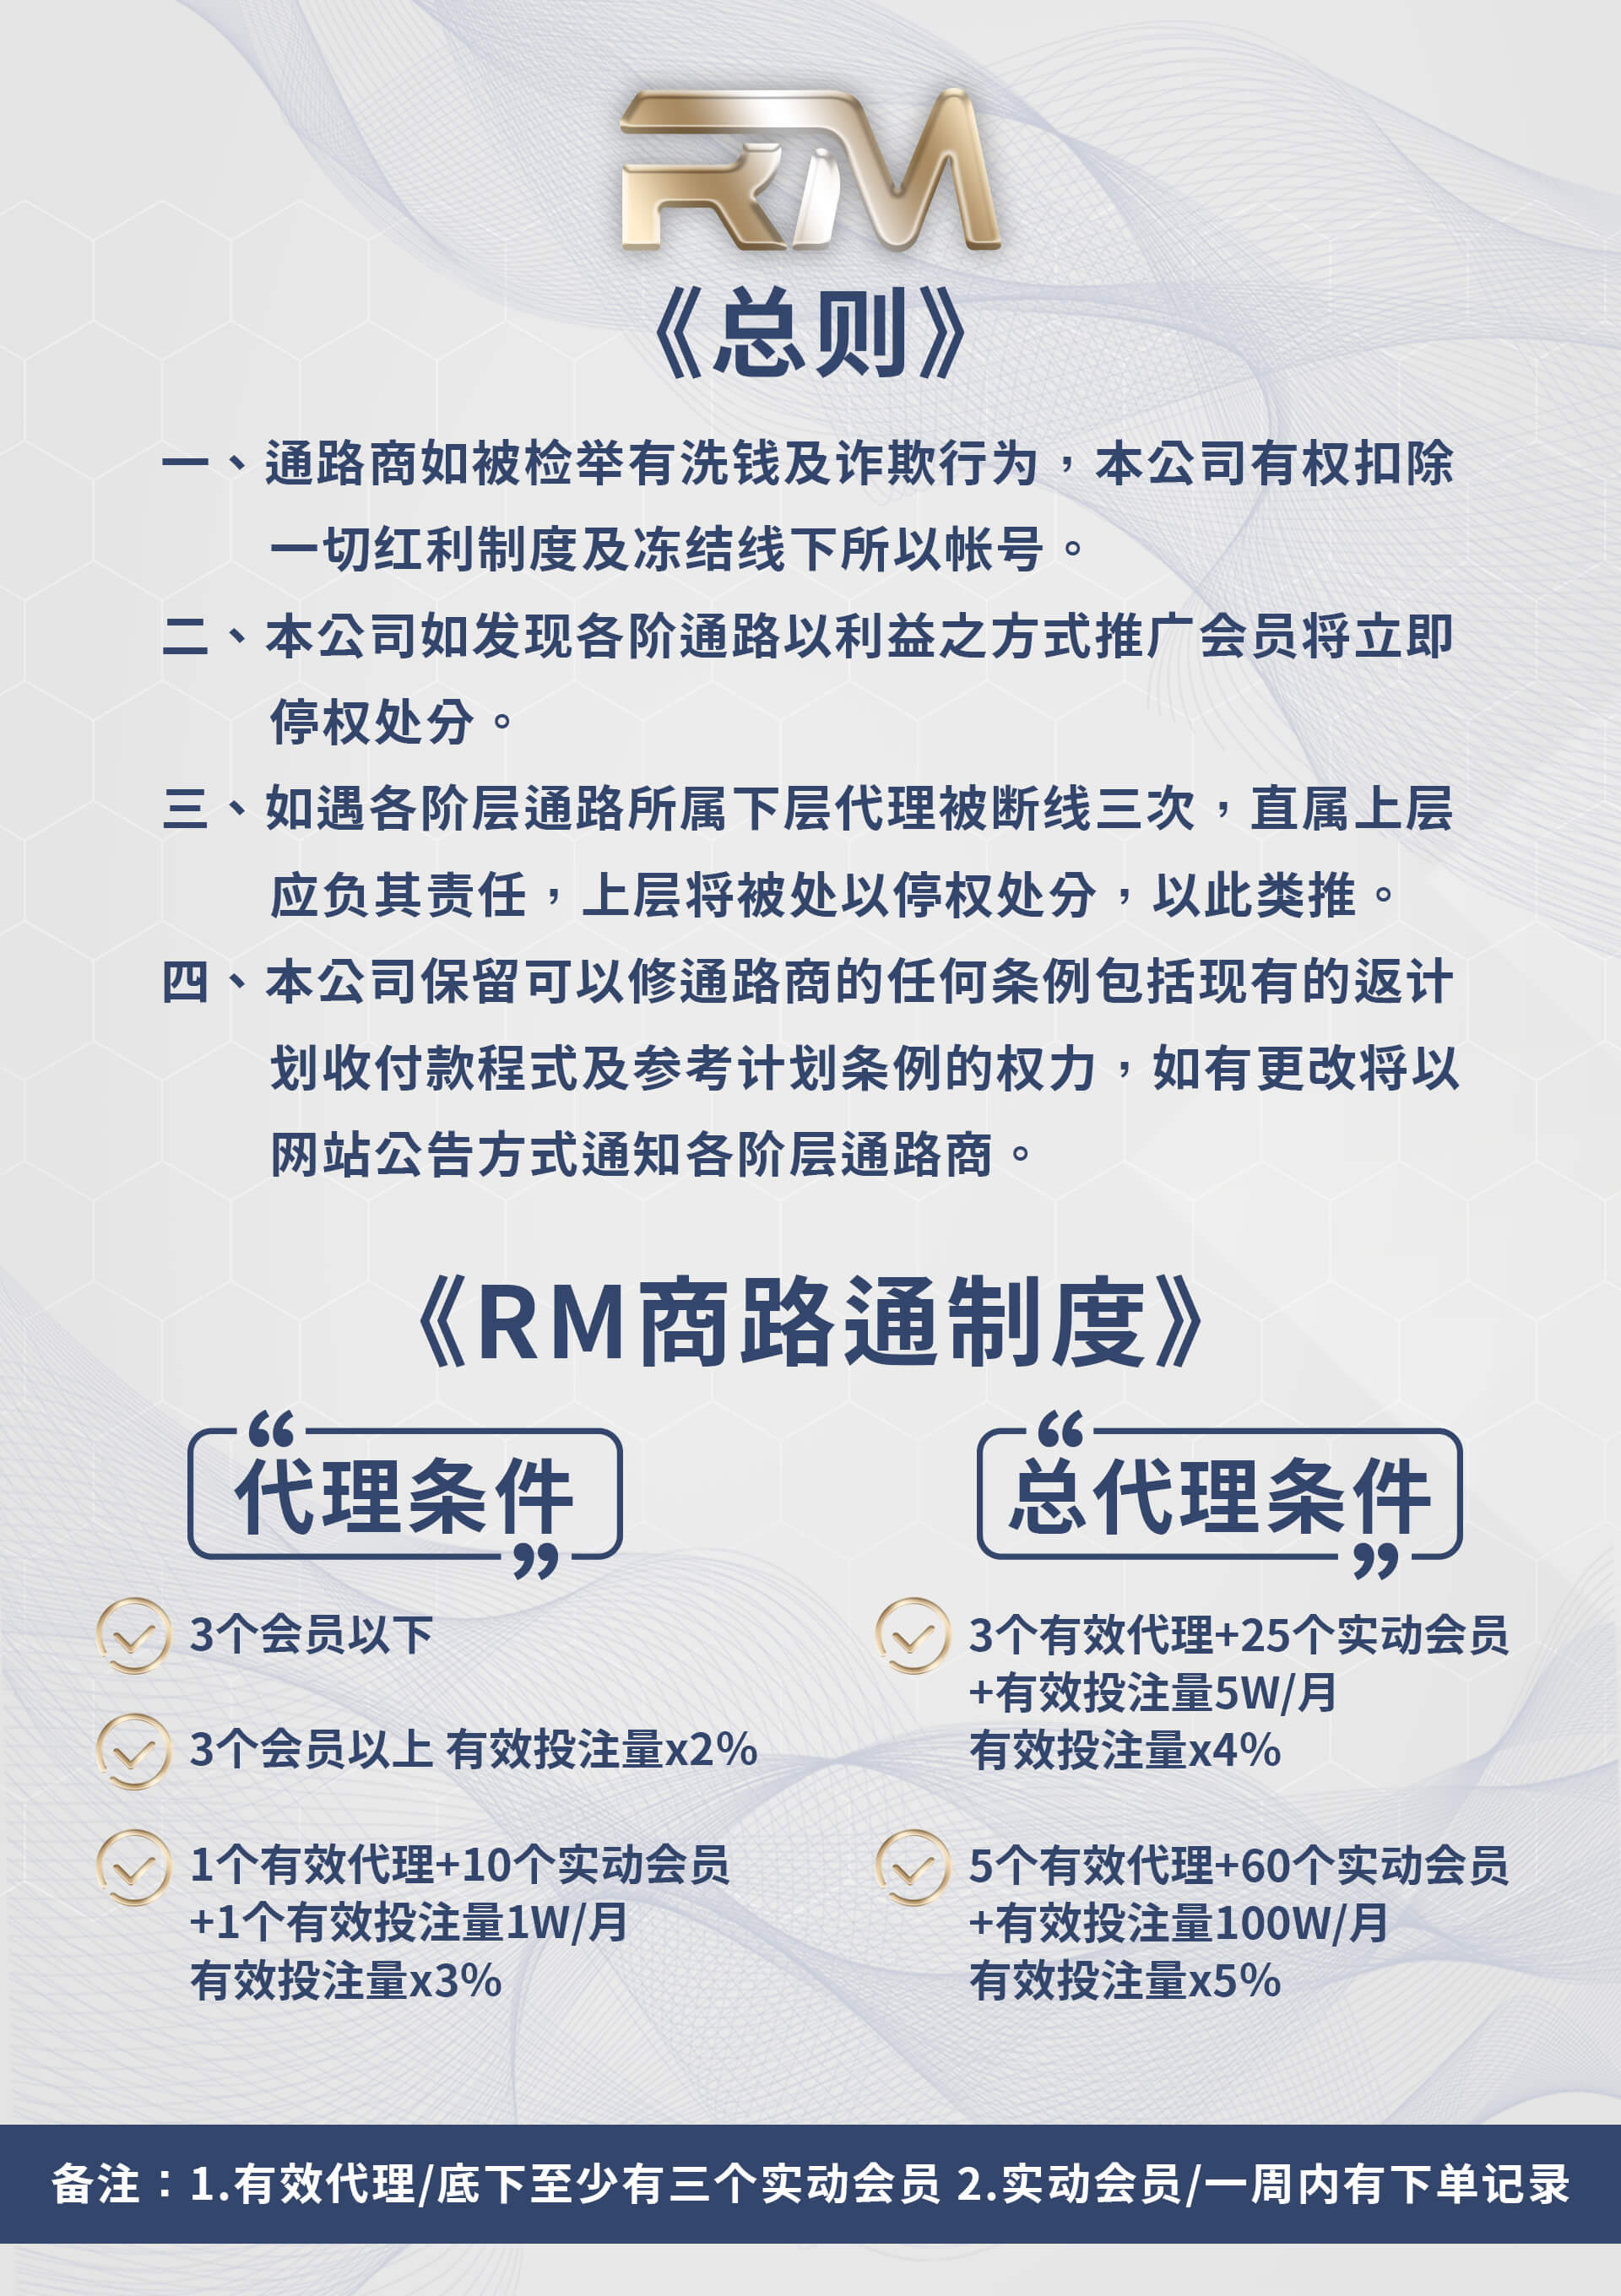 RM
《总则》
一、通路商如被检举有洗钱及诈欺行为，本公司有权扣除
一切红利制度及冻结线下所以帐号。
二、本公司如发现各阶通路以利益之方式推广会员将立即
停权处分。
三、如遇各阶层通路所属下层代理被断线三次，直属上层
应负其责任，上层将被处以停权处分，以此类推。
四、本公司保留可以修通路商的任何条例包括现有的返计
划收付款程式及参考计划条例的权力，如有更改将以
网站公告方式通知各阶层通路商。
《RM商路通制度》
“代理条件”
3个会员以下
3个会员以上 有效投注量x2%
1个有效代理+10个实动会员
+1个有效投注量1W/月
有效投注量x3%
“总代理条件”
3个有效代理+25个实动会员
+有效投注量5W/月
有效投注量x4%
5个有效代理+60个实动会员
+有效投注量100W/月
有效投注量x5%
备注：1.有效代理/底下至少有三个实动会员 2.实动会员/一周内有下单记录